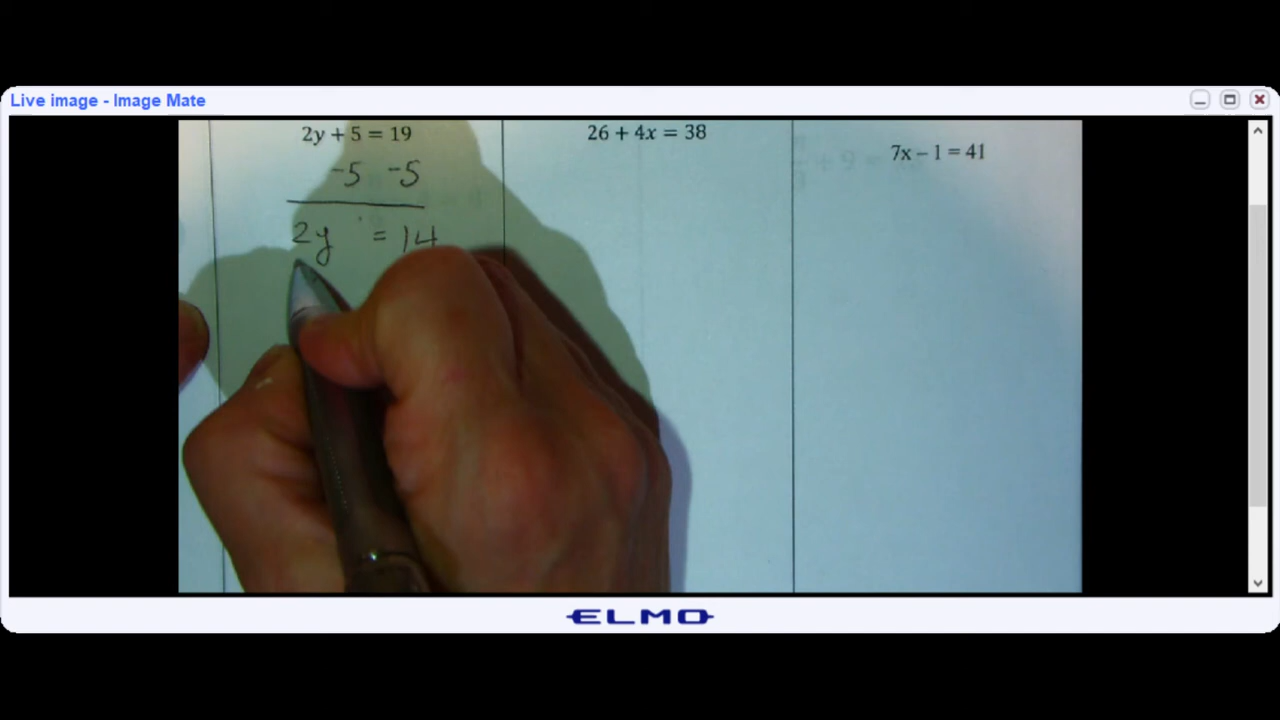 Live image - Image Mate
2y + 5 = 19
-5 -5
2y = 14
26 + 4x = 38
7x – 1 = 41
ELMO